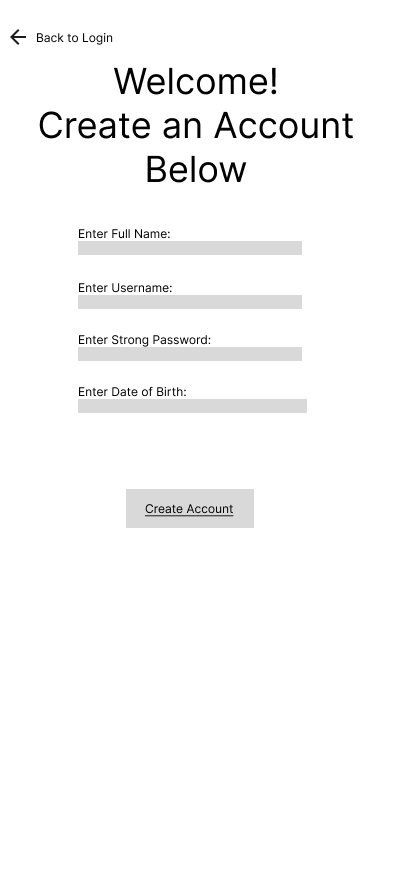 Back to Login
Welcome!
Create an Account
Below
Enter Full Name:
Enter Username:
Enter Strong Password:
Enter Date of Birth:
Create Account